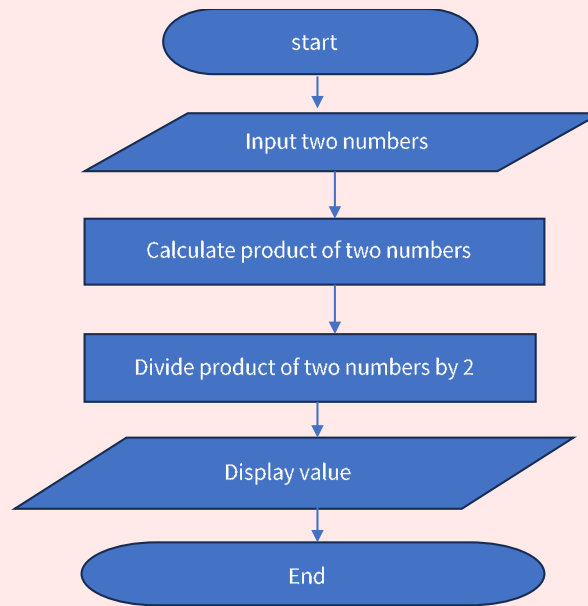 start
Input two numbers
Calculate product of two numbers
Divide product of two numbers by 2
Display value
End